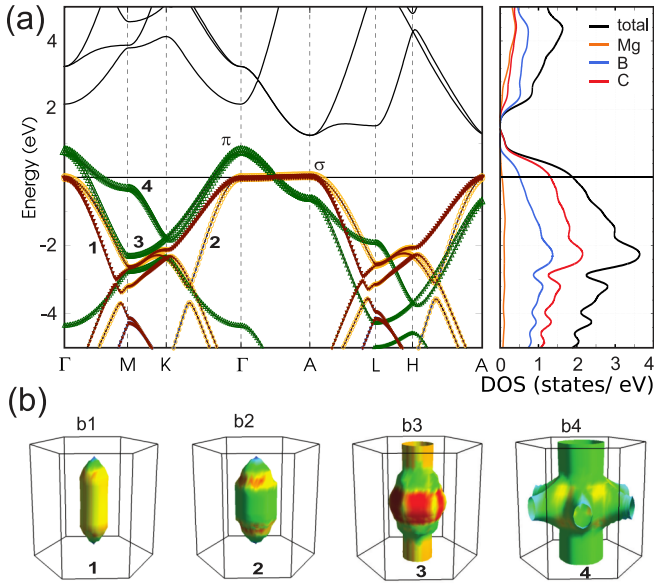 (a)
Energy (eV)
4
2
0
-2
-4
π
σ
4
3
1
2
Γ M K Γ A L H A
total
Mg
B
C
0 1 2 3 4
DOS (states/ eV)
(b)
b1 b2 b3 b4
1 2 3 4